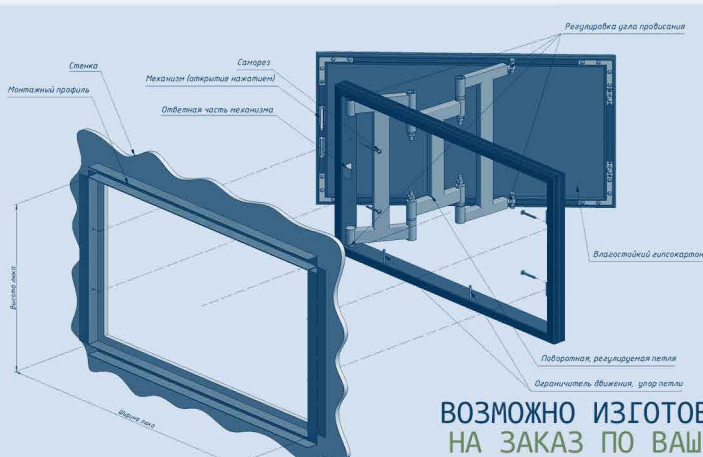 Регулировка угла провисания
Стенка
Саморез
Механизм (открытие нажатием)
Монтажный профиль
Ответная часть механизма
Влагостойкий гипсокартон
Высота люка
Поворотная, регулируемая петля
Ограничитель движения, упор петли
Ширина люка
ВОЗМОЖНО ИЗГОТОВ
НА ЗАКАЗ ПО ВАШ